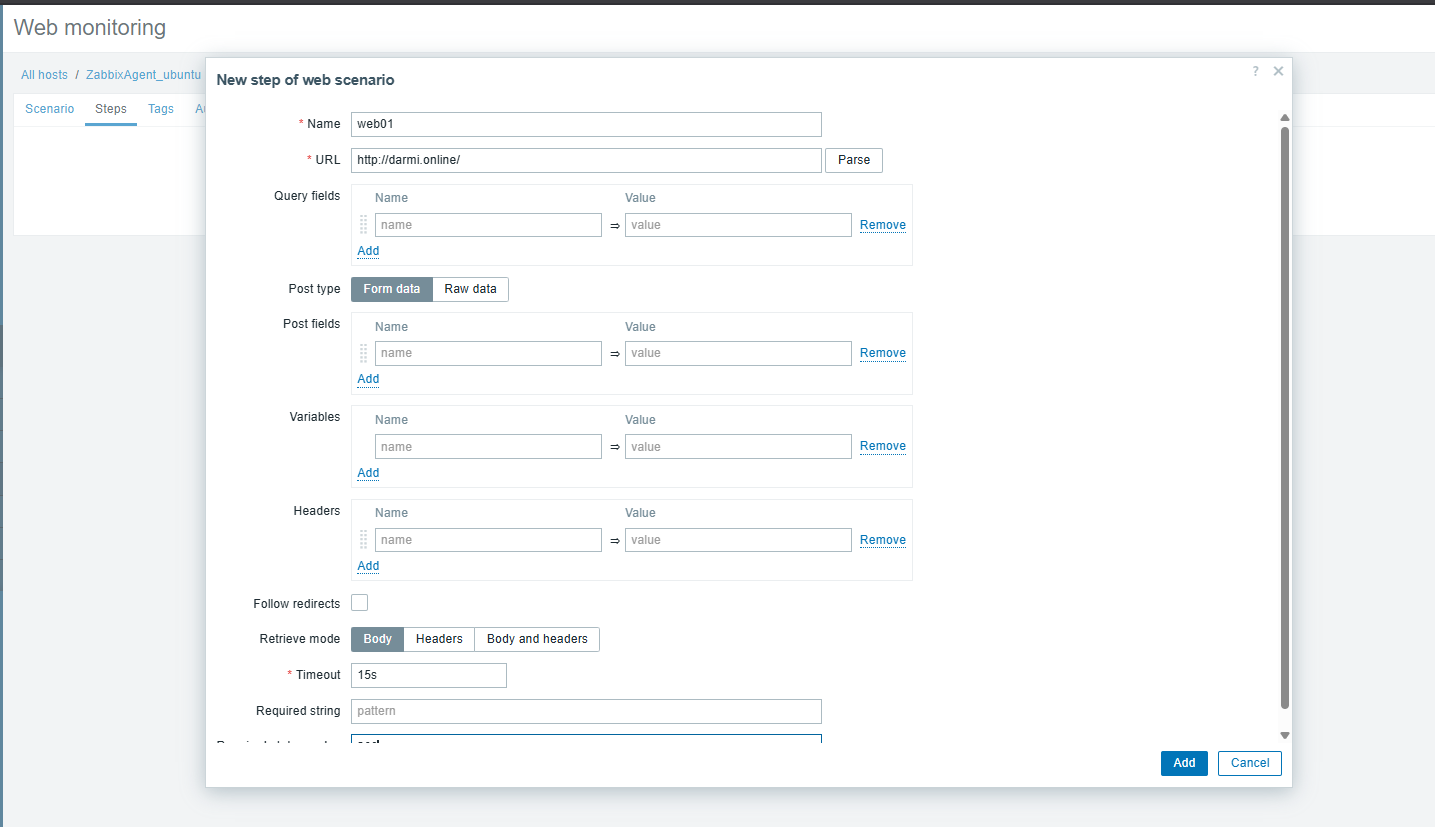 Web monitoring
All hosts / ZabbixAgent_ubuntu
Scenario Steps Tags
New step of web scenario
?
* Name web01
* URL http://darmi.online/ Parse
Query fields Name Value
name ⇒ value Remove
Add
Post type Form data Raw data
Post fields Name Value
name ⇒ value Remove
Add
Variables Name Value
name ⇒ value Remove
Add
Headers Name Value
name ⇒ value Remove
Add
Follow redirects
Retrieve mode Body Headers Body and headers
* Timeout 15s
Required string pattern
Add Cancel